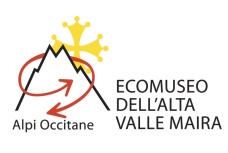 ECOMUSEO
DELL'ALTA
VALLE MAIRA
Alpi Occitane